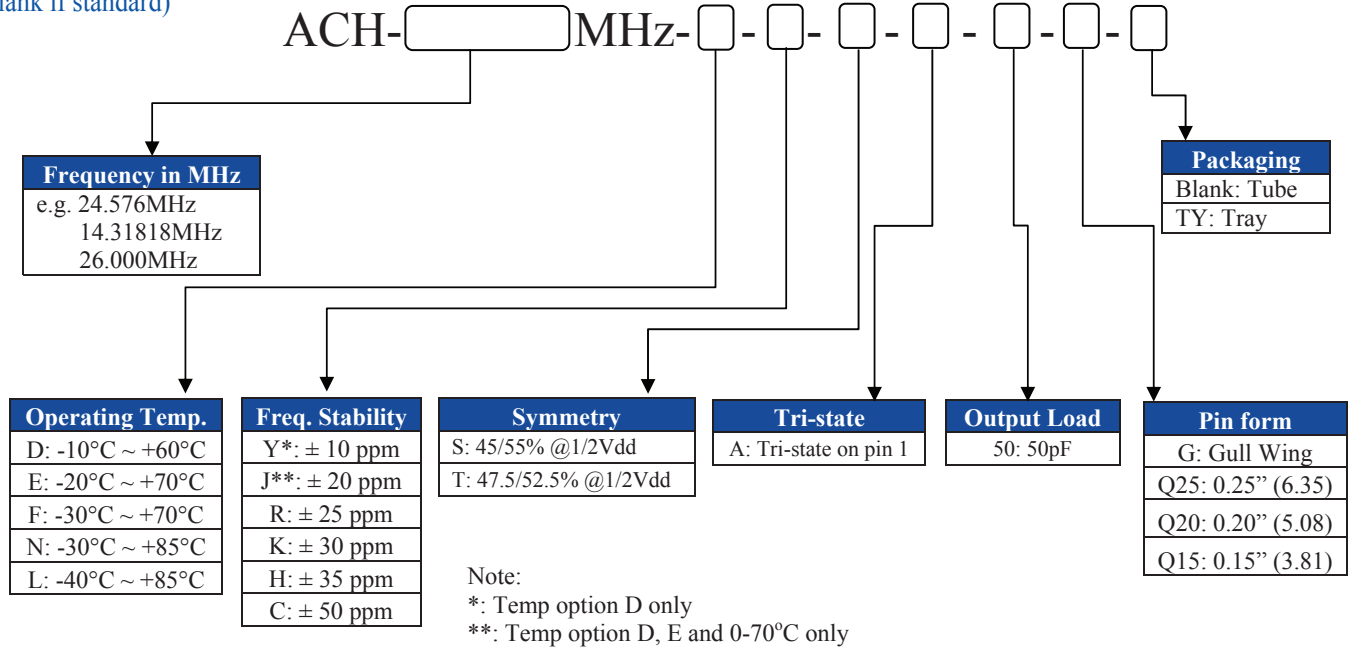 if standard)
ACH- MHz- - - - - - -
Frequency in MHz
e.g. 24.576MHz
14.31818MHz
26.000MHz
Packaging
Blank: Tube
TY: Tray
Operating Temp.
D: -10°C ~ +60°C
E: -20°C ~ +70°C
F: -30°C ~ +70°C
N: -30°C ~ +85°C
L: -40°C ~ +85°C
Freq. Stability
Y*: ± 10 ppm
J**: ± 20 ppm
R: ± 25 ppm
K: ± 30 ppm
H: ± 35 ppm
C: ± 50 ppm
Symmetry
S: 45/55% @1/2Vdd
T: 47.5/52.5% @1/2Vdd
Tri-state
A: Tri-state on pin 1
Output Load
50: 50pF
Pin form
G: Gull Wing
Q25: 0.25” (6.35)
Q20: 0.20” (5.08)
Q15: 0.15” (3.81)
Note:
*: Temp option D only
**: Temp option D, E and 0-70°C only